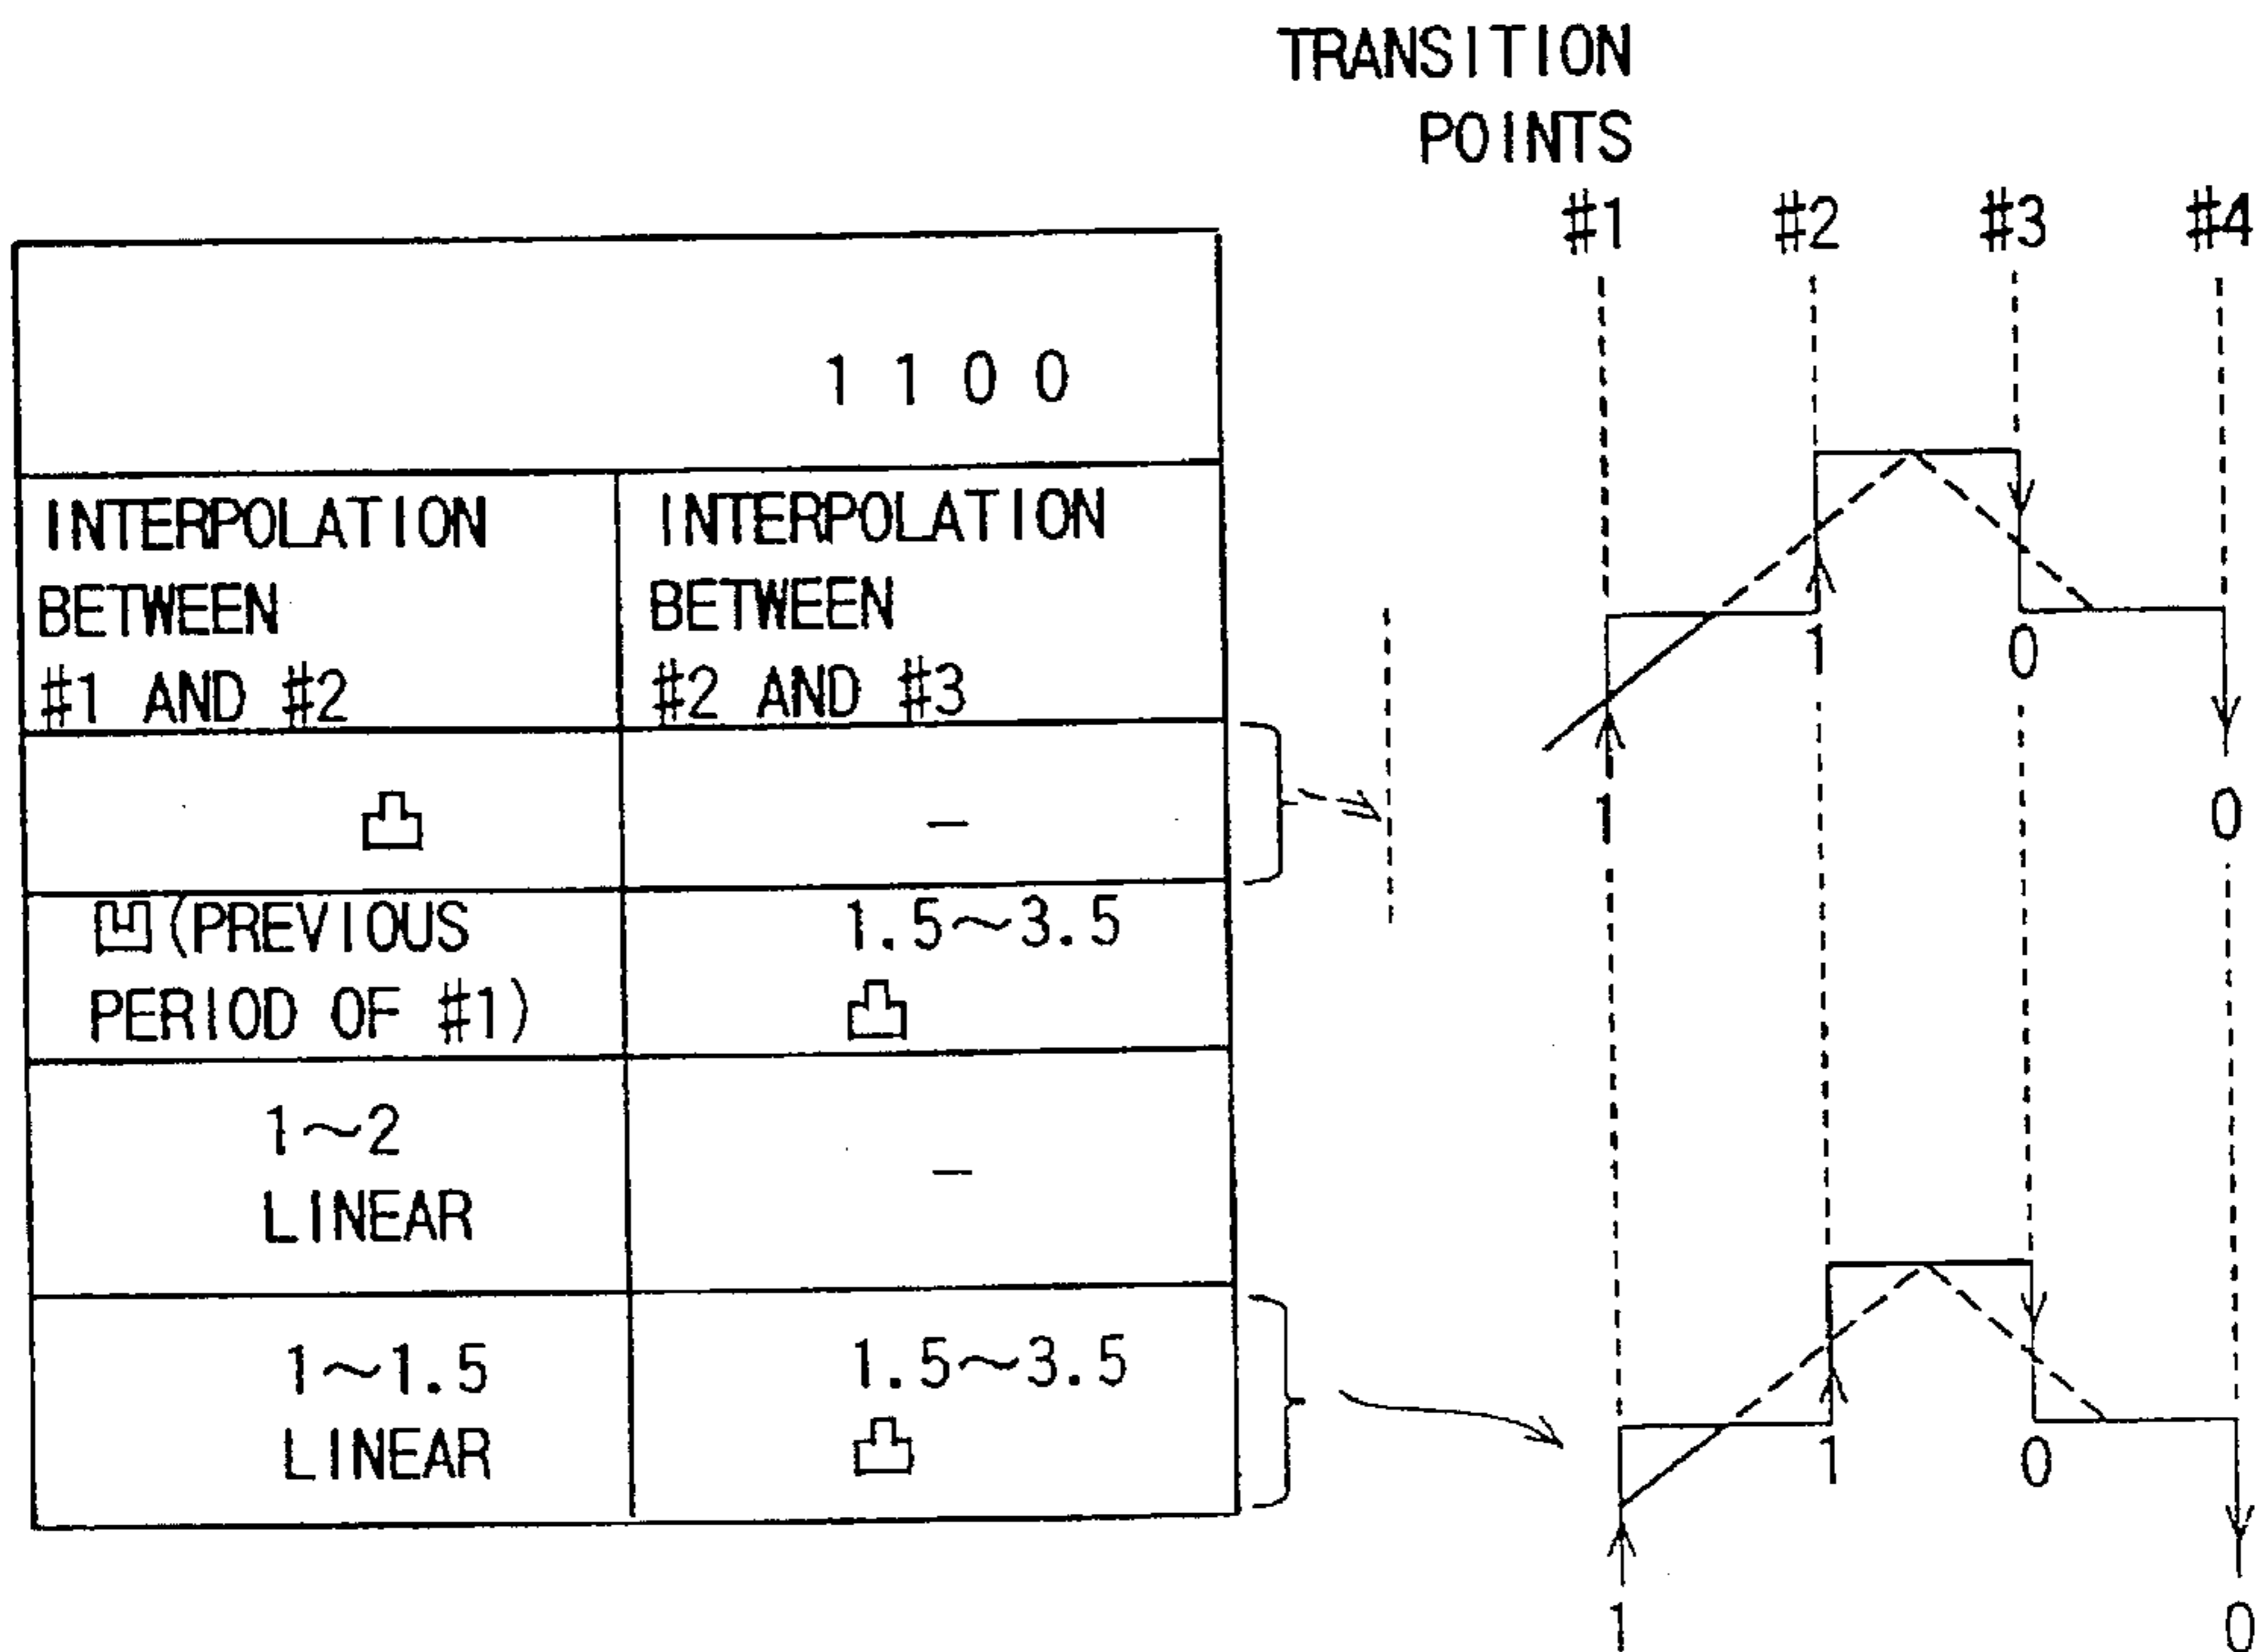 TRANSITION
POINTS
#1 #2 #3 #4
1 1 0 0
INTERPOLATION
BETWEEN
#1 AND #2
INTERPOLATION
BETWEEN
#2 AND #3
–
(PREVIOUS
PERIOD OF #1)
1.5~3.5
1~2
LINEAR
–
1~1.5
LINEAR
1.5~3.5
1 0
1 0
1 0
1 0